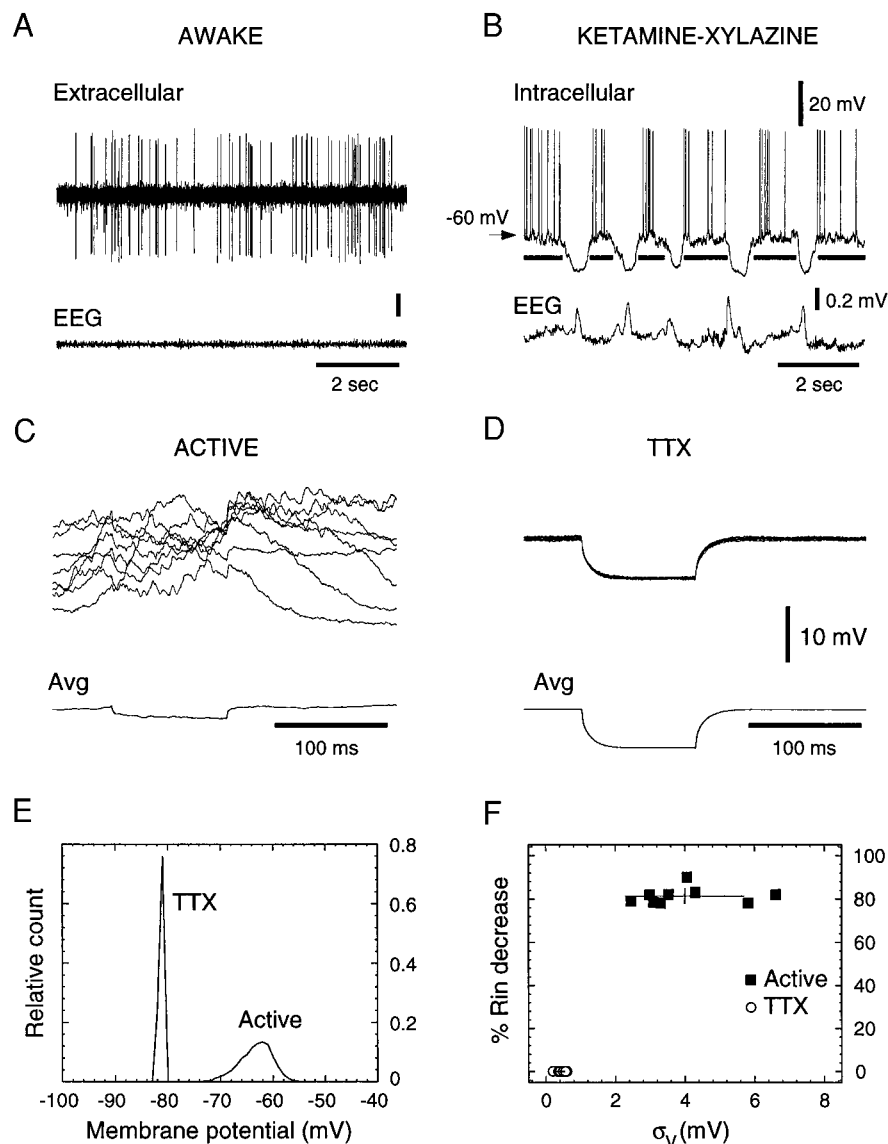 A
AWAKE
Extracellular
EEG
2 sec
B
KETAMINE-XYLAZINE
Intracellular
20 mV
-60 mV
EEG
0.2 mV
2 sec
C
ACTIVE
Avg
100 ms
D
TTX
10 mV
Avg
100 ms
E
0.8
0.6
0.4
0.2
0
Relative count
TTX
Active
-100 -90 -80 -70 -60 -50 -40
Membrane potential (mV)
F
100
80
60
40
20
0
% Rin decrease
Active
TTX
0 2 4 6 8
σV (mV)